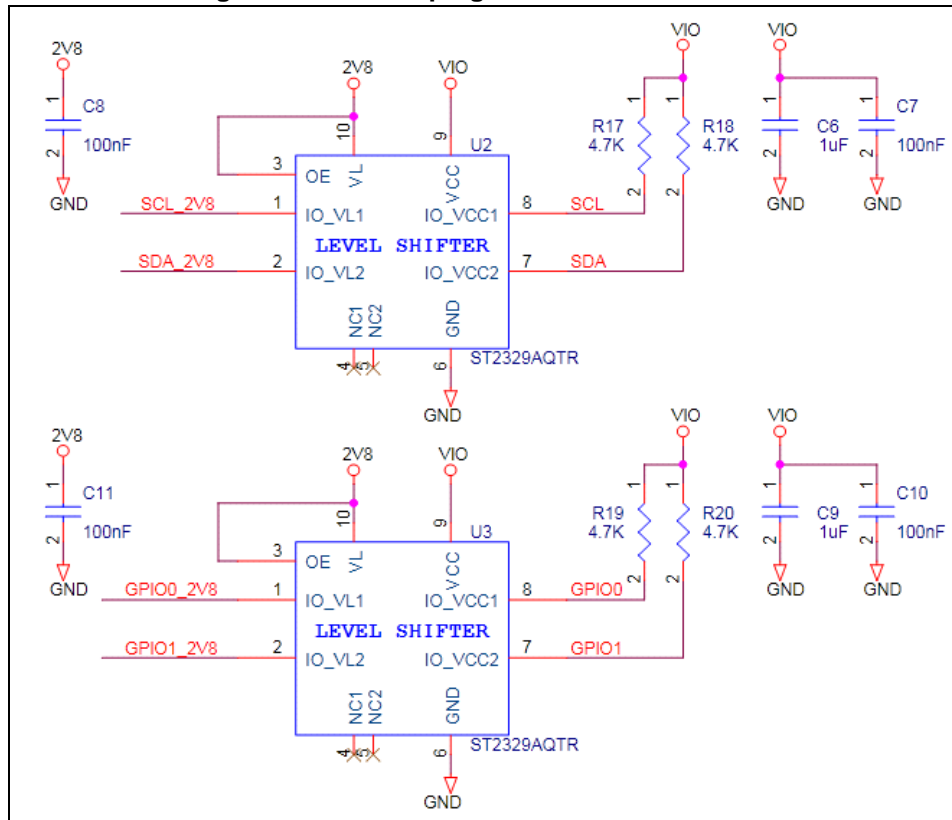 2V8
1
C8
2
100nF
GND
2V8
VIO
10
9
U2
3
OE
VL
VCC
SCL_2V8
1
IO_VL1
IO_VCC1
8
SCL
LEVEL SHIFTER
SDA_2V8
2
IO_VL2
IO_VCC2
7
SDA
NC1
NC2
GND
4
5
6
ST2329AQTR
GND
VIO
1
1
R17
4.7K
R18
4.7K
2
2
VIO
1
1
C6
1uF
C7
100nF
2
2
GND
GND
2V8
1
C11
2
100nF
GND
2V8
VIO
10
9
U3
3
OE
VL
VCC
GPIO0_2V8
1
IO_VL1
IO_VCC1
8
GPIO0
LEVEL SHIFTER
GPIO1_2V8
2
IO_VL2
IO_VCC2
7
GPIO1
NC1
NC2
GND
4
5
6
ST2329AQTR
GND
VIO
1
1
R19
4.7K
R20
4.7K
2
2
VIO
1
1
C9
1uF
C10
100nF
2
2
GND
GND